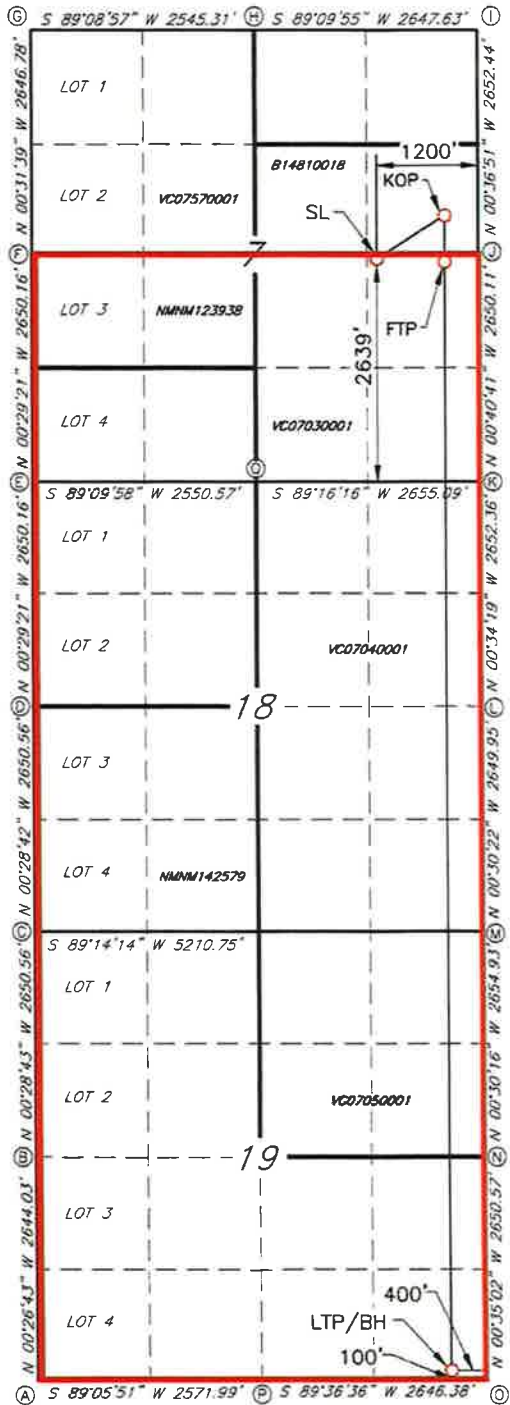 G S 89°08'57" W 2545.31' H S 89°09'55" W 2647.63' I
N 00°31'39" W 2646.78'
N 00°36'51" W 2652.44'
LOT 1
1200'
B14810018
KOP
LOT 2
VC07570001
SL
F
7
J
FTP
LOT 3
NMNM123938
2639'
N 00°29'21" W 2650.16'
N 00°40'41" W 2650.11'
LOT 4
VC07030001
E
Q
K
S 89°09'58" W 2550.57' S 89°16'16" W 2655.09'
LOT 1
N 00°29'21" W 2650.16'
N 00°34'19" W 2652.36'
LOT 2
VC07040001
D
18
L
LOT 3
N 00°28'42" W 2650.56'
N 00°30'22" W 2649.95'
LOT 4
NMNM142579
C
M
S 89°14'14" W 5210.75'
LOT 1
N 00°28'43" W 2650.56'
N 00°30'16" W 2654.93'
LOT 2
VC07050001
B
19
N
LOT 3
N 00°26'43" W 2644.03'
N 00°35'02" W 2650.57'
400'
LOT 4
LTP/BH
100'
A S 89°05'51" W 2571.99' P S 89°36'36" W 2646.38' O